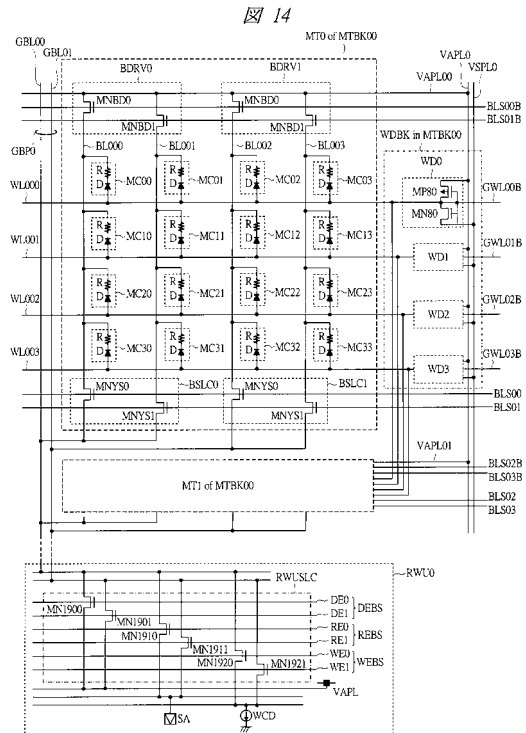 図 14
GBL00
GBL01
MT0 of MTBK00
VAPL0
VSPL0
BDRV0
BDRV1
VAPL00
MNBD0
MNBD0
BLS00B
MNBD1
MNBD1
BLS01B
BL000
BL001
BL002
BL003
WDBK in MTBK00
GBP0
WD0
R
D
MC00
R
D
MC01
R
D
MC02
R
D
MC03
MP80
MN80
WL000
GWL00B
R
D
MC10
R
D
MC11
R
D
MC12
R
D
MC13
WL001
WD1
GWL01B
R
D
MC20
R
D
MC21
R
D
MC22
R
D
MC23
WL002
WD2
GWL02B
R
D
MC30
R
D
MC31
R
D
MC32
R
D
MC33
WL003
WD3
GWL03B
MNYS0
BSLC0
MNYS0
BSLC1
BLS00
MNYS1
MNYS1
BLS01
VAPL01
MT1 of MTBK00
BLS02B
BLS03B
BLS02
BLS03
RWUSLC
RWU0
MN1900
DE0
DE1
DEBS
MN1901
MN1910
RE0
RE1
REBS
MN1911
MN1920
WE0
WE1
WEBS
MN1921
VAPL
SA
WCD